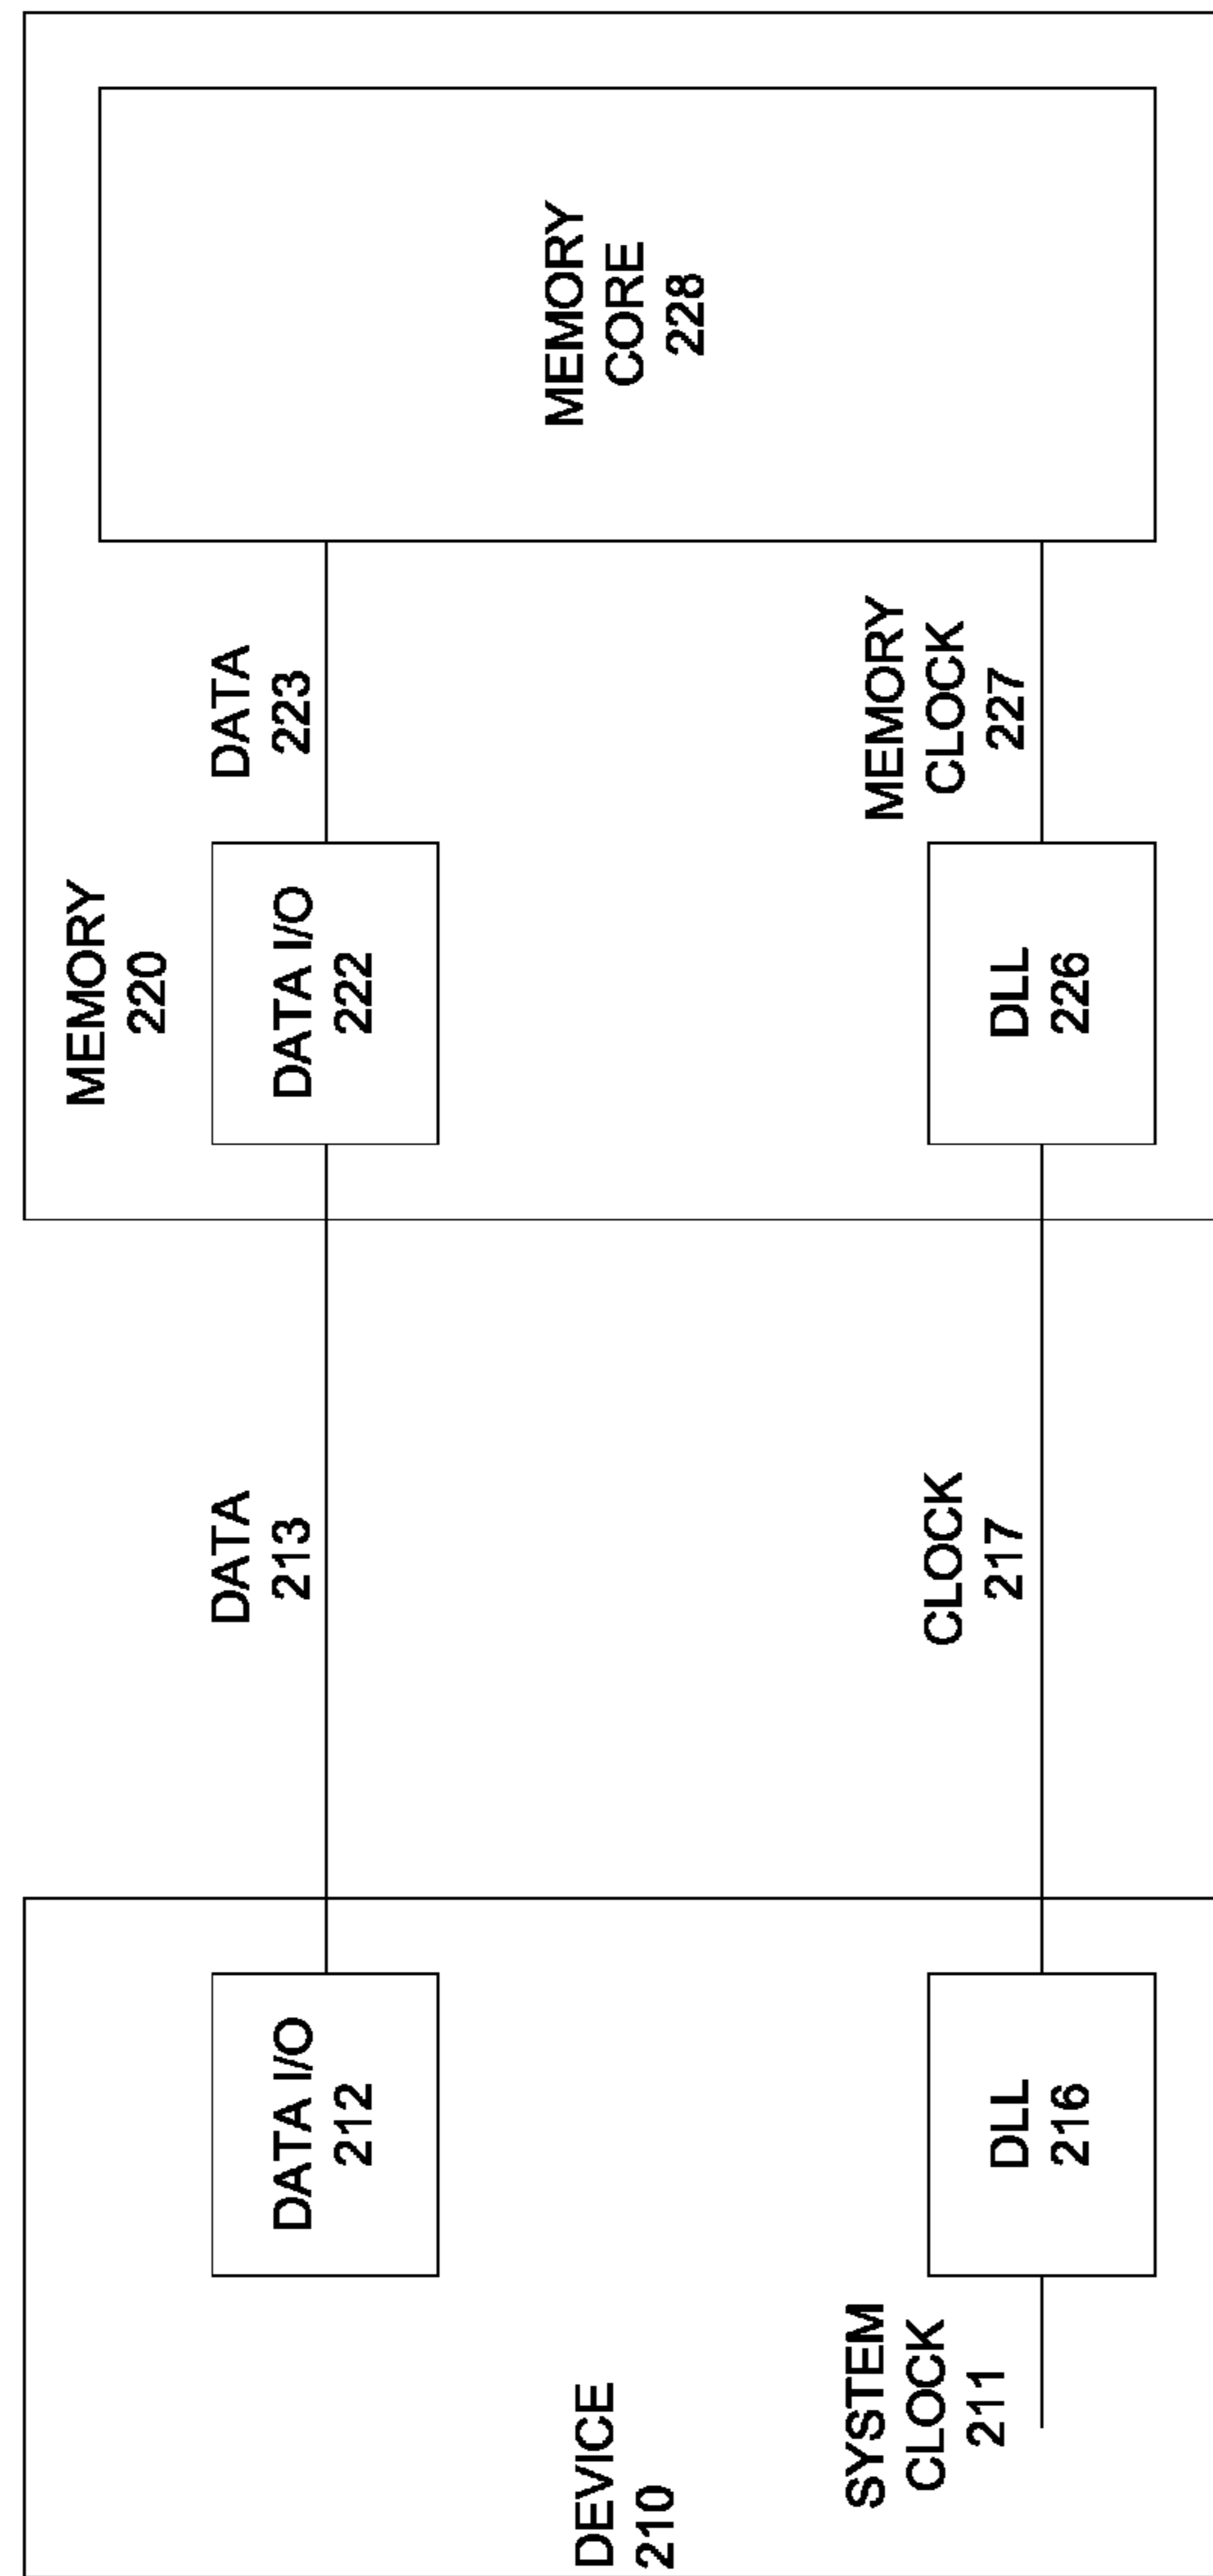 DEVICE
210
DATA I/O
212
SYSTEM
CLOCK
211
DLL
216
DATA
213
CLOCK
217
MEMORY
220
DATA I/O
222
DLL
226
DATA
223
MEMORY
CLOCK
227
MEMORY
CORE
228